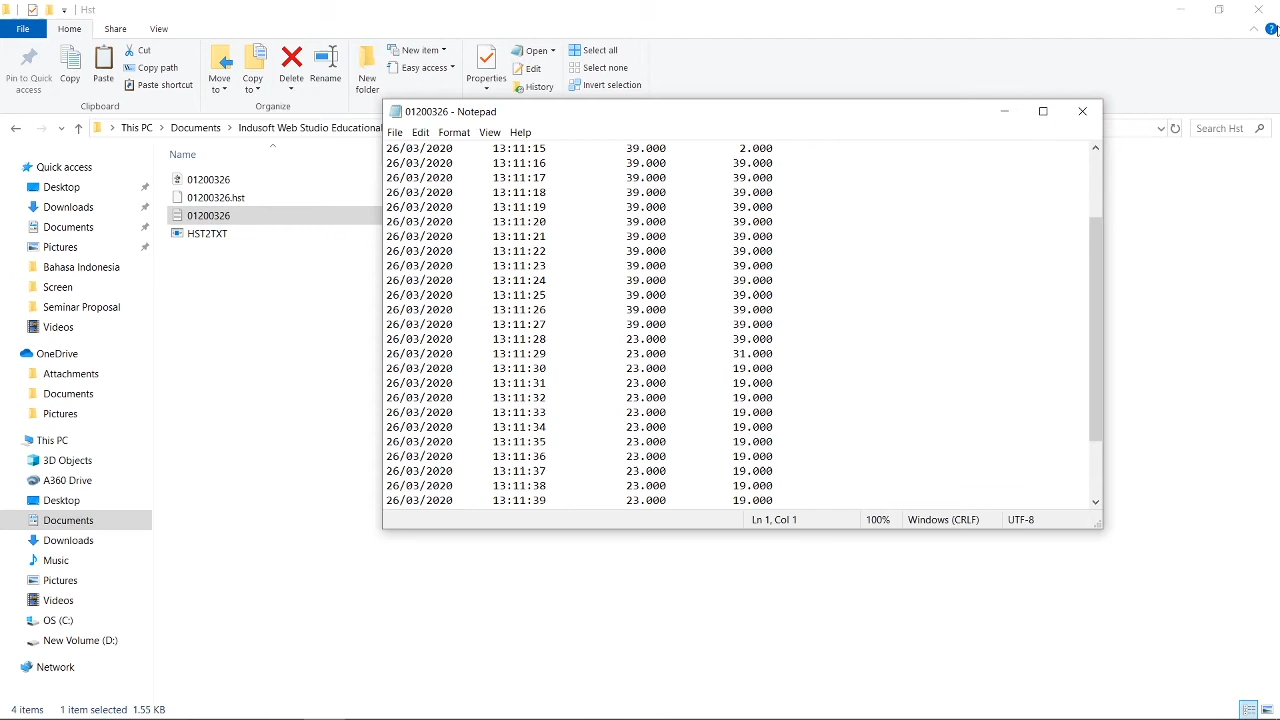 Hst
File Home Share View
Pin to Quick access
Copy
Paste
Cut
Copy path
Paste shortcut
Clipboard
Move to
Copy to
Delete
Rename
Organize
New folder
New item
Easy access
Properties
Open
Edit
History
Select all
Select none
Invert selection
This PC Documents Indusoft Web Studio Educational
Search Hst
Quick access
Desktop
Downloads
Documents
Pictures
Bahasa Indonesia
Screen
Seminar Proposal
Videos
OneDrive
Attachments
Documents
Pictures
This PC
3D Objects
A360 Drive
Desktop
Documents
Downloads
Music
Pictures
Videos
OS (C:)
New Volume (D:)
Network
Name
01200326
01200326.hst
01200326
HST2TXT
01200326 - Notepad
File Edit Format View Help
26/03/2020 13:11:15 39.000 2.000
26/03/2020 13:11:16 39.000 39.000
26/03/2020 13:11:17 39.000 39.000
26/03/2020 13:11:18 39.000 39.000
26/03/2020 13:11:19 39.000 39.000
26/03/2020 13:11:20 39.000 39.000
26/03/2020 13:11:21 39.000 39.000
26/03/2020 13:11:22 39.000 39.000
26/03/2020 13:11:23 39.000 39.000
26/03/2020 13:11:24 39.000 39.000
26/03/2020 13:11:25 39.000 39.000
26/03/2020 13:11:26 39.000 39.000
26/03/2020 13:11:27 39.000 39.000
26/03/2020 13:11:28 23.000 39.000
26/03/2020 13:11:29 23.000 31.000
26/03/2020 13:11:30 23.000 19.000
26/03/2020 13:11:31 23.000 19.000
26/03/2020 13:11:32 23.000 19.000
26/03/2020 13:11:33 23.000 19.000
26/03/2020 13:11:34 23.000 19.000
26/03/2020 13:11:35 23.000 19.000
26/03/2020 13:11:36 23.000 19.000
26/03/2020 13:11:37 23.000 19.000
26/03/2020 13:11:38 23.000 19.000
26/03/2020 13:11:39 23.000 19.000
Ln 1, Col 1 100% Windows (CRLF) UTF-8
4 items 1 item selected 1.55 KB